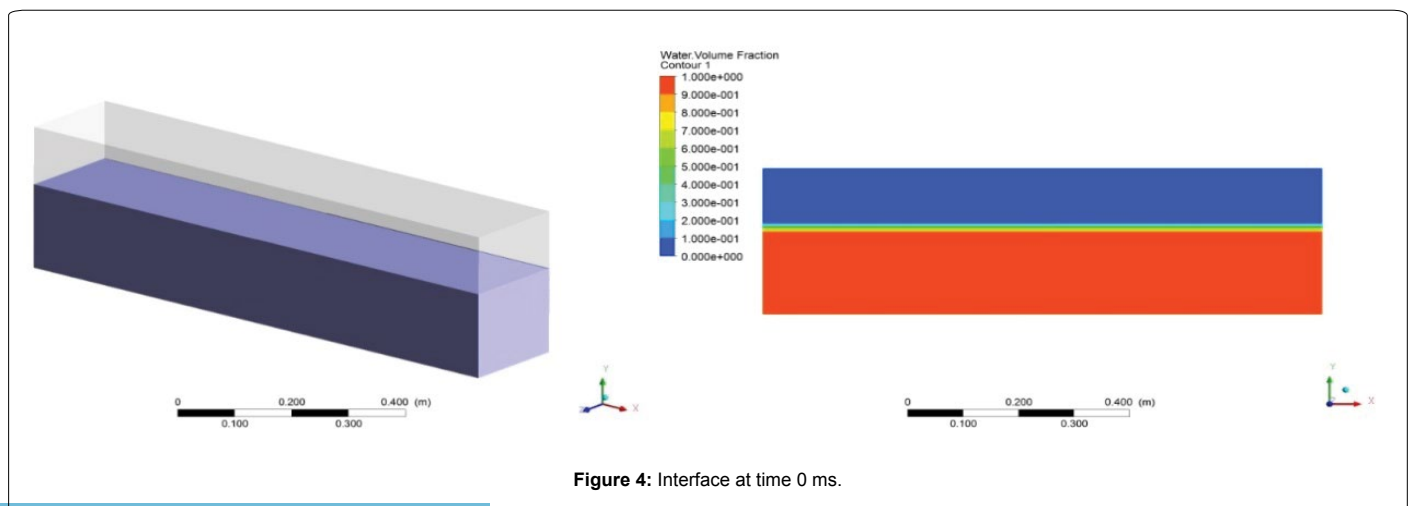 Water.Volume Fraction
Contour 1
1.000e+000
9.000e-001
8.000e-001
7.000e-001
6.000e-001
5.000e-001
4.000e-001
3.000e-001
2.000e-001
1.000e-001
0.000e+000
0 0.200 0.400 (m)
0.100 0.300
Y
Z X
0 0.200 0.400 (m)
0.100 0.300
Y
X
Figure 4: Interface at time 0 ms.